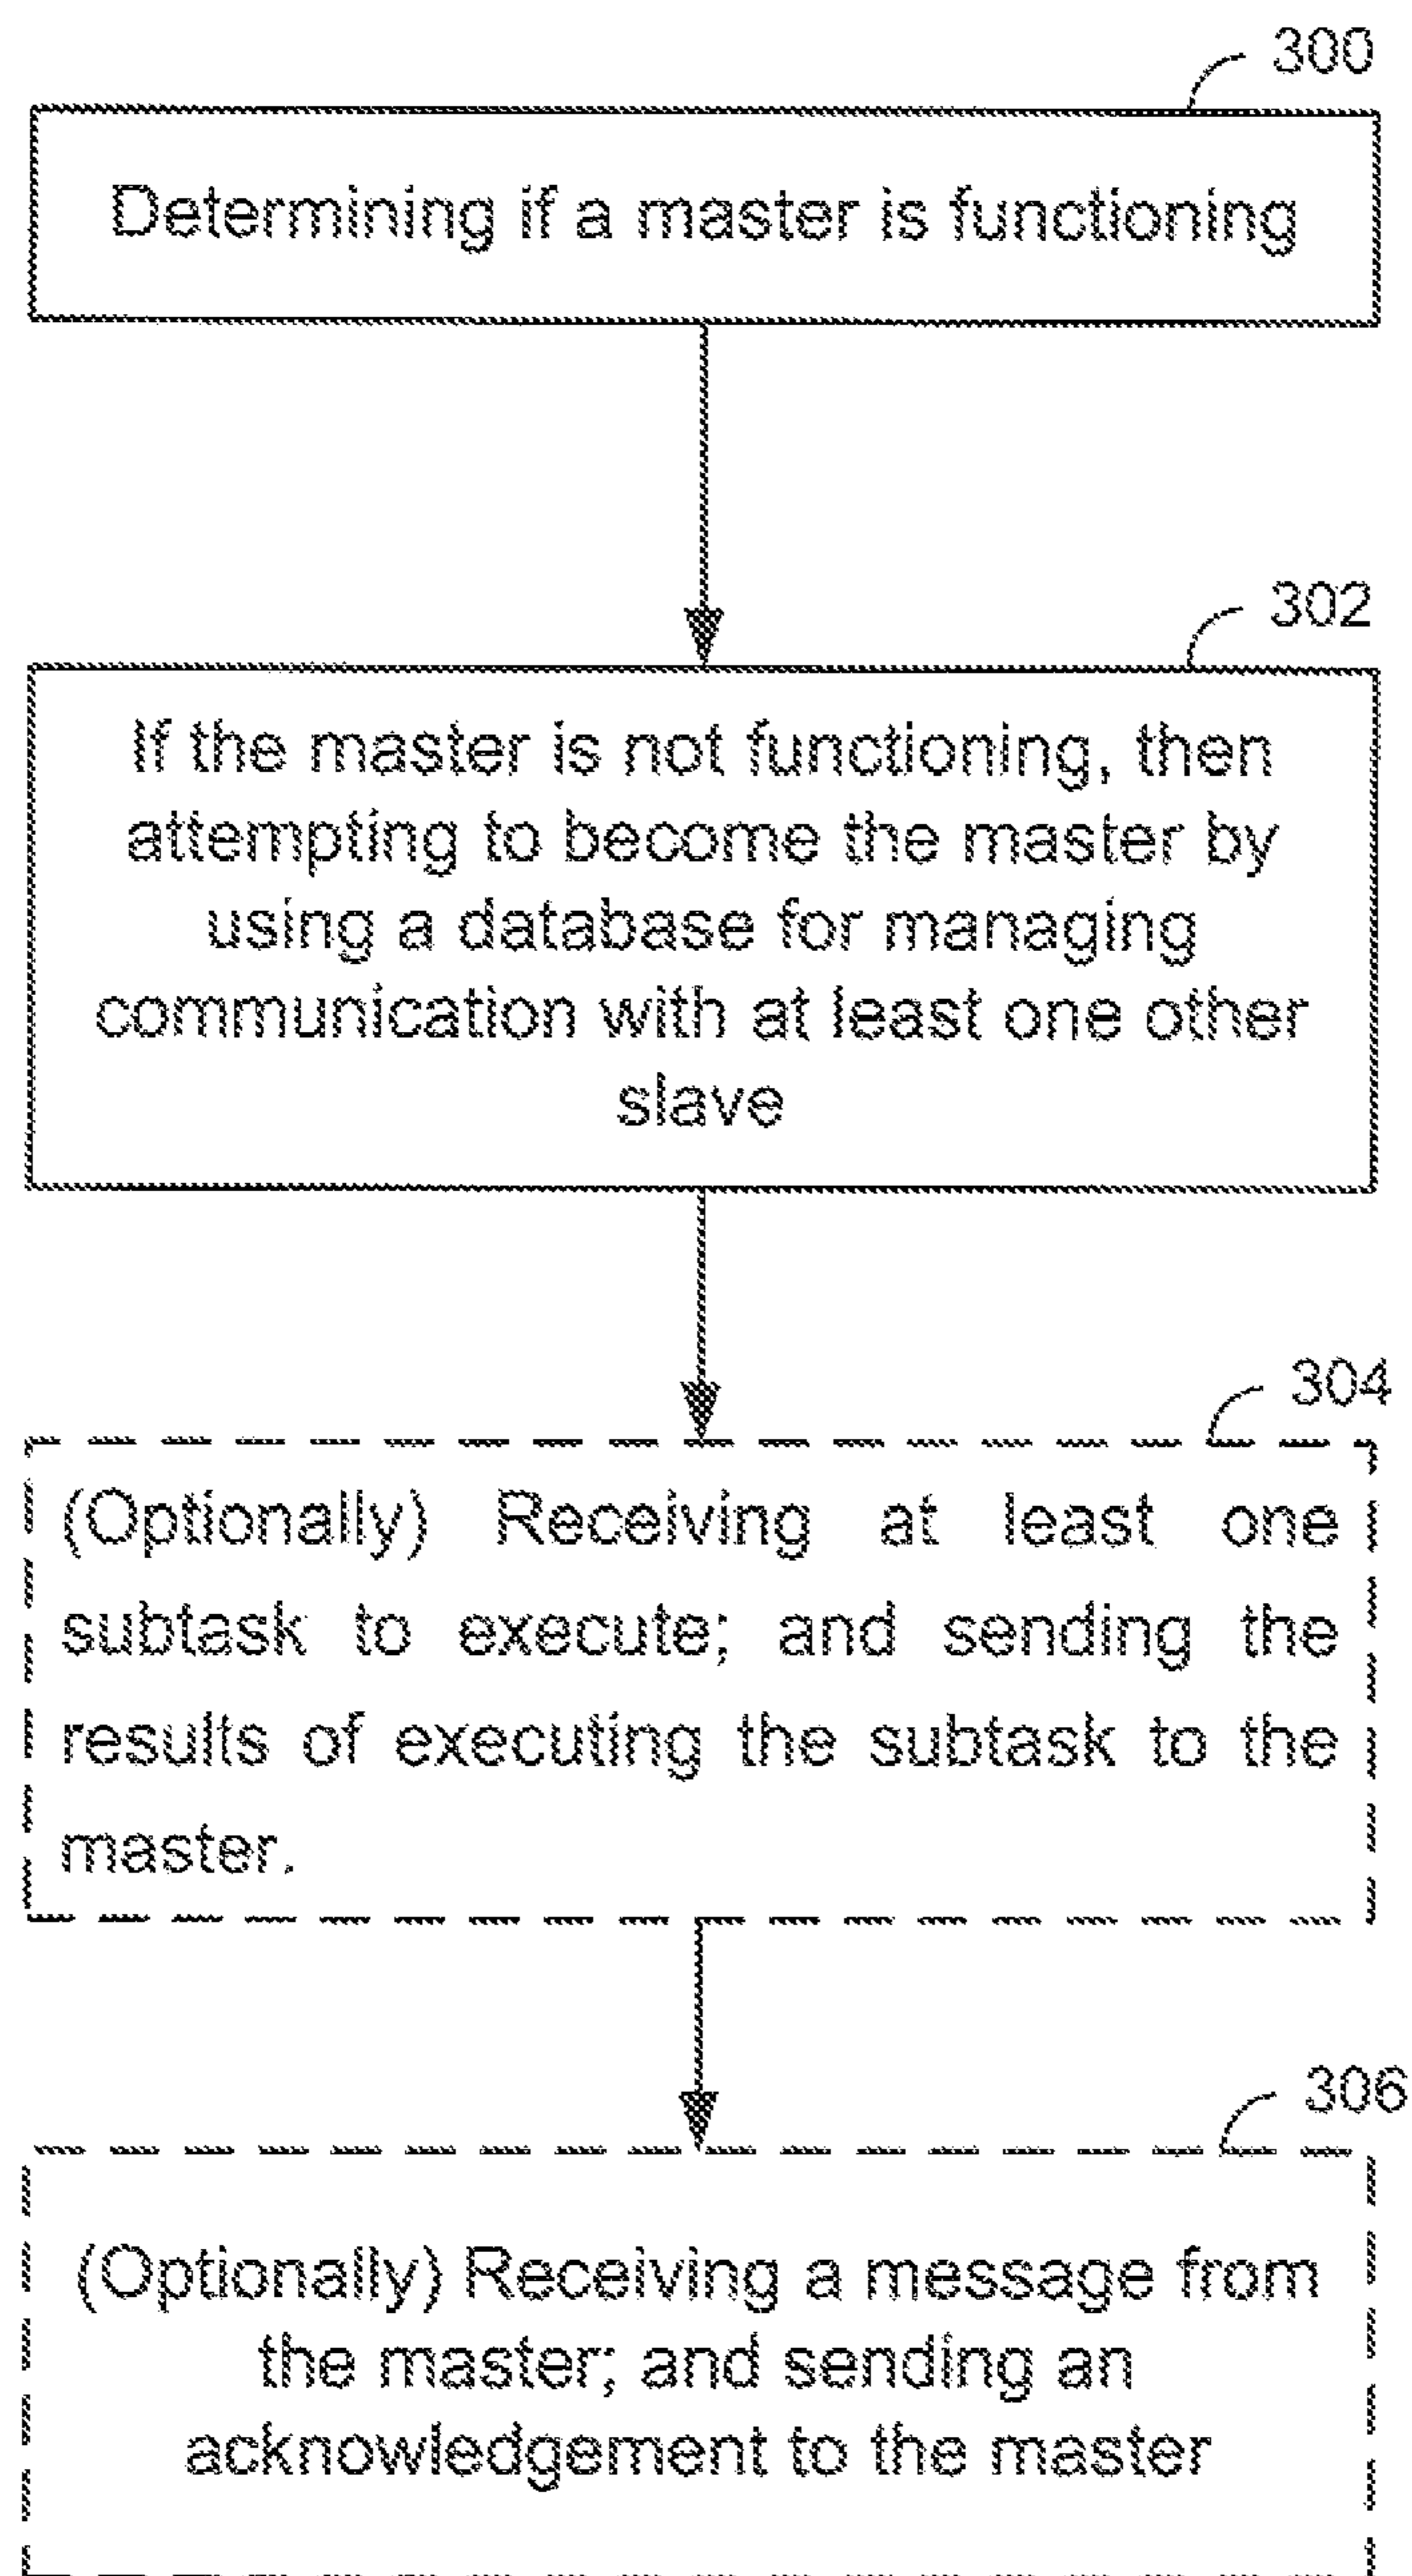 300
Determining if a master is functioning
302
If the master is not functioning, then
attempting to become the master by
using a database for managing
communication with at least one other
slave
304
(Optionally) Receiving at least one
subtask to execute; and sending the
results of executing the subtask to the
master.
306
(Optionally) Receiving a message from
the master; and sending an
acknowledgement to the master